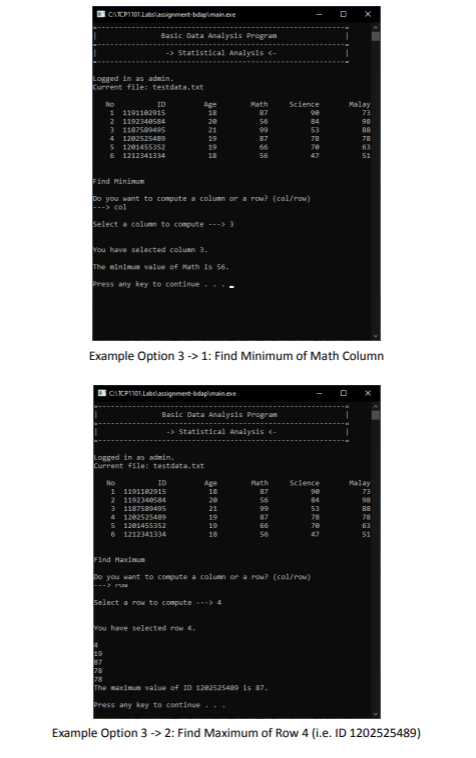 C:\TCP1101.Labs\assignment-bdap\main.exe
Basic Data Analysis Program
-> Statistical Analysis <-
Logged in as admin.
Current file: testdata.txt
No ID Age Math Science Malay
1 1191102915 18 87 90 73
2 1192340584 20 56 84 98
3 1187589495 21 99 53 88
4 1202525489 19 87 78 78
5 1201455352 19 66 70 63
6 1212341334 18 56 47 51
Find Minimum
Do you want to compute a column or a row? (col/row)
---> col
Select a column to compute ---> 3
You have selected column 3.
The minimum value of Math is 56.
Press any key to continue . . .
Example Option 3 -> 1: Find Minimum of Math Column
C:\TCP1101.Labs\assignment-bdap\main.exe
Basic Data Analysis Program
-> Statistical Analysis <-
Logged in as admin.
Current file: testdata.txt
No ID Age Math Science Malay
1 1191102915 18 87 90 73
2 1192340584 20 56 84 98
3 1187589495 21 99 53 88
4 1202525489 19 87 78 78
5 1201455352 19 66 70 63
6 1212341334 18 56 47 51
Find Maximum
Do you want to compute a column or a row? (col/row)
---> row
Select a row to compute ---> 4
You have selected row 4.
4
19
87
78
78
The maximum value of ID 1202525489 is 87.
Press any key to continue . . .
Example Option 3 -> 2: Find Maximum of Row 4 (i.e. ID 1202525489)